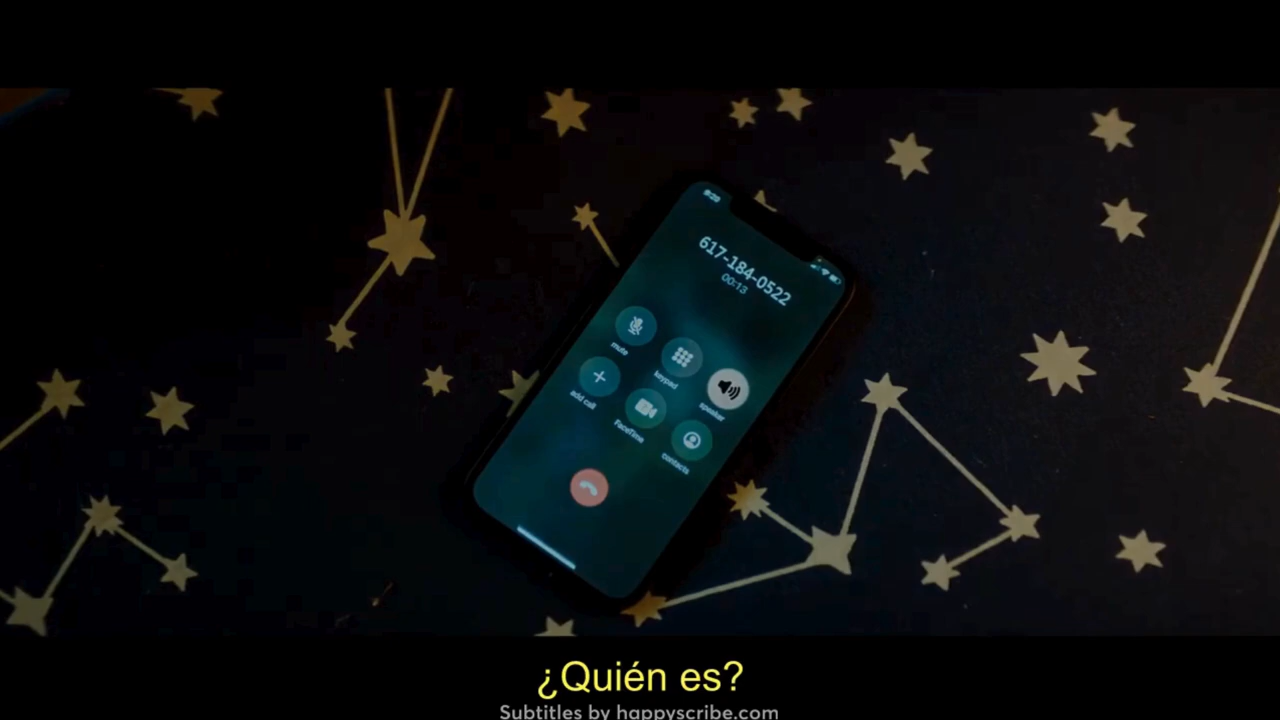 617-184-0522
00:13
mute
keypad
speaker
add call
FaceTime
contacts
¿Quién es?
Subtitles by happyscribe.com